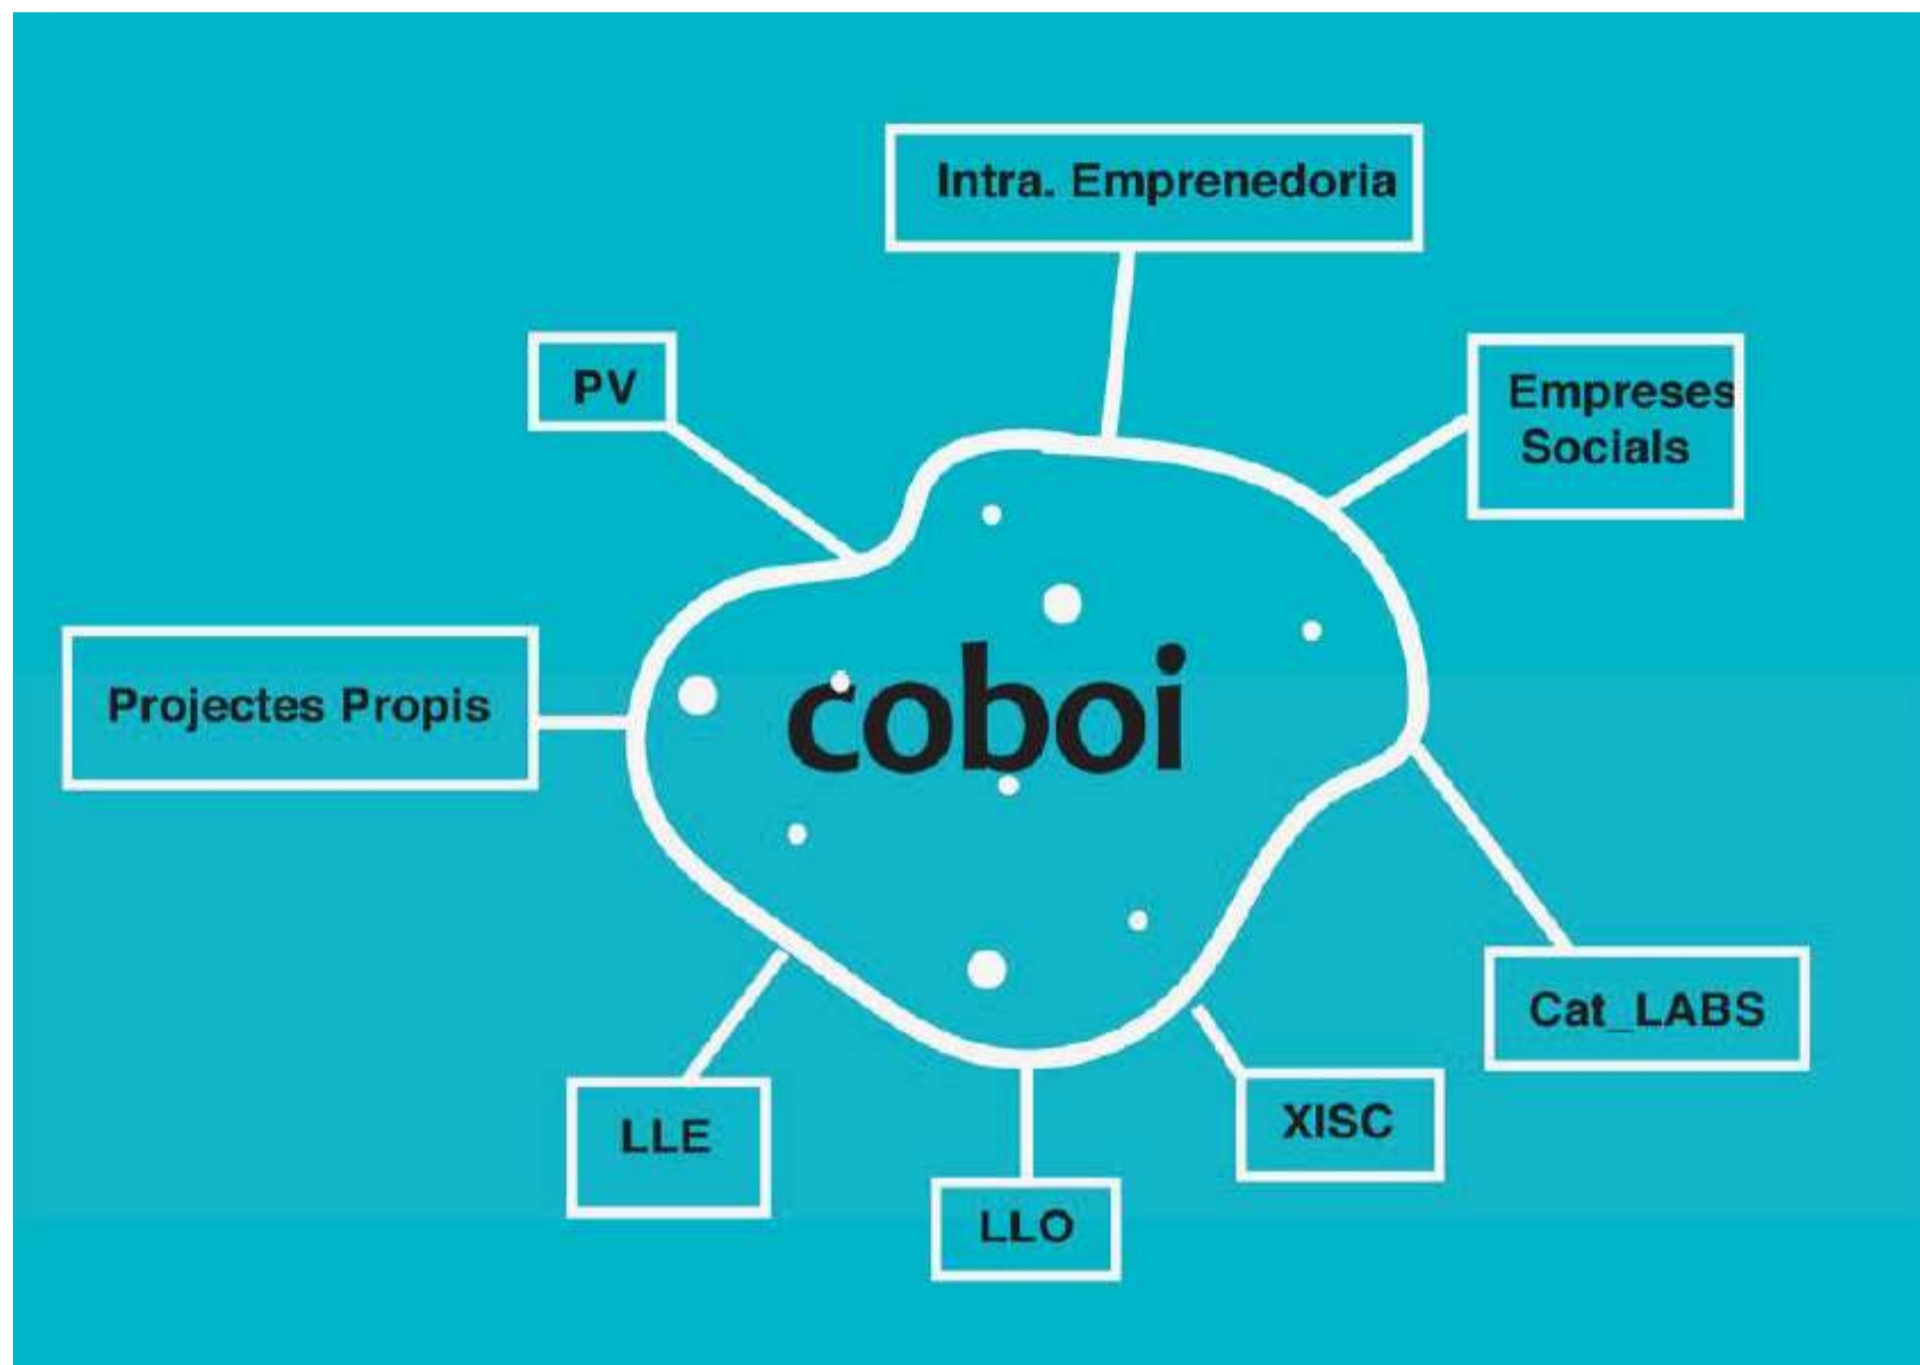 Intra. Emprenedoria
PV
Empreses
Socials
Projectes Propis
coboi
Cat_LABS
XISC
LLE
LLO